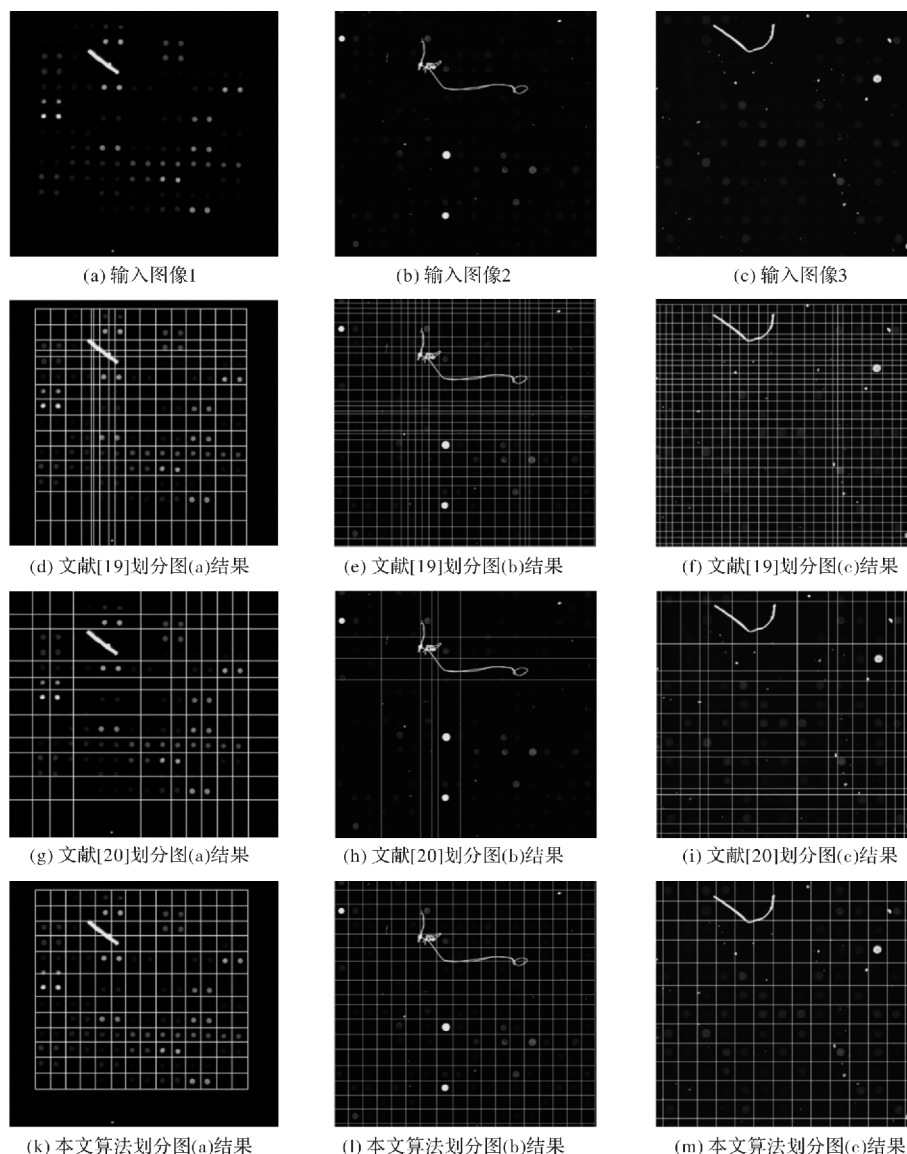 (a) 输入图像1
(b) 输入图像2
(c) 输入图像3
(d) 文献[19]划分图(a)结果
(e) 文献[19]划分图(b)结果
(f) 文献[19]划分图(c)结果
(g) 文献[20]划分图(a)结果
(h) 文献[20]划分图(b)结果
(i) 文献[20]划分图(c)结果
(k) 本文算法划分图(a)结果
(l) 本文算法划分图(b)结果
(m) 本文算法划分图(c)结果